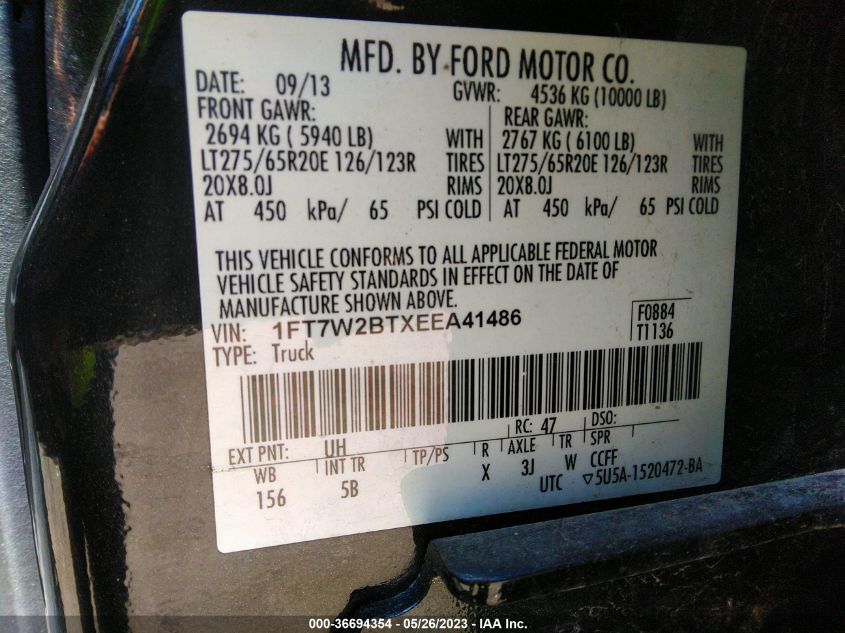 MFD. BY FORD MOTOR CO.
DATE: 09/13 GVWR: 4536 KG (10000 LB)
FRONT GAWR: REAR GAWR:
2694 KG ( 5940 LB) WITH 2767 KG ( 6100 LB) WITH
LT275/65R20E 126/123R TIRES LT275/65R20E 126/123R TIRES
20X8.0J RIMS 20X8.0J RIMS
AT 450 kPa/ 65 PSI COLD AT 450 kPa/ 65 PSI COLD
THIS VEHICLE CONFORMS TO ALL APPLICABLE FEDERAL MOTOR
VEHICLE SAFETY STANDARDS IN EFFECT ON THE DATE OF
MANUFACTURE SHOWN ABOVE.
VIN: 1FT7W2BTXEEA41486 F0884
TYPE: Truck T1136
EXT PNT: UH RC: 47 DSO:
WB INT TR TP/PS R AXLE TR SPR
156 5B X 3J W CCFF
UTC ▽5U5A-1520472-BA
000-36694354 - 05/26/2023 - IAA Inc.